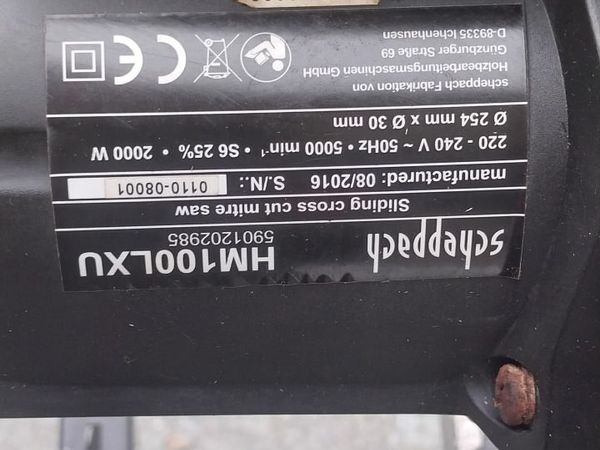 scheppach HM100LXU
5901202985
Sliding cross cut mitre saw
manufactured: 08/2016 S./N.: 0110-08001
220 - 240 V ~ 50Hz • 5000 min⁻¹ • S6 25% • 2000 W
Ø 254 mm x Ø 30 mm
scheppach Fabrikation von
Holzbearbeitungsmaschinen GmbH
Günzburger Straße 69
D-89335 Ichenhausen
CE